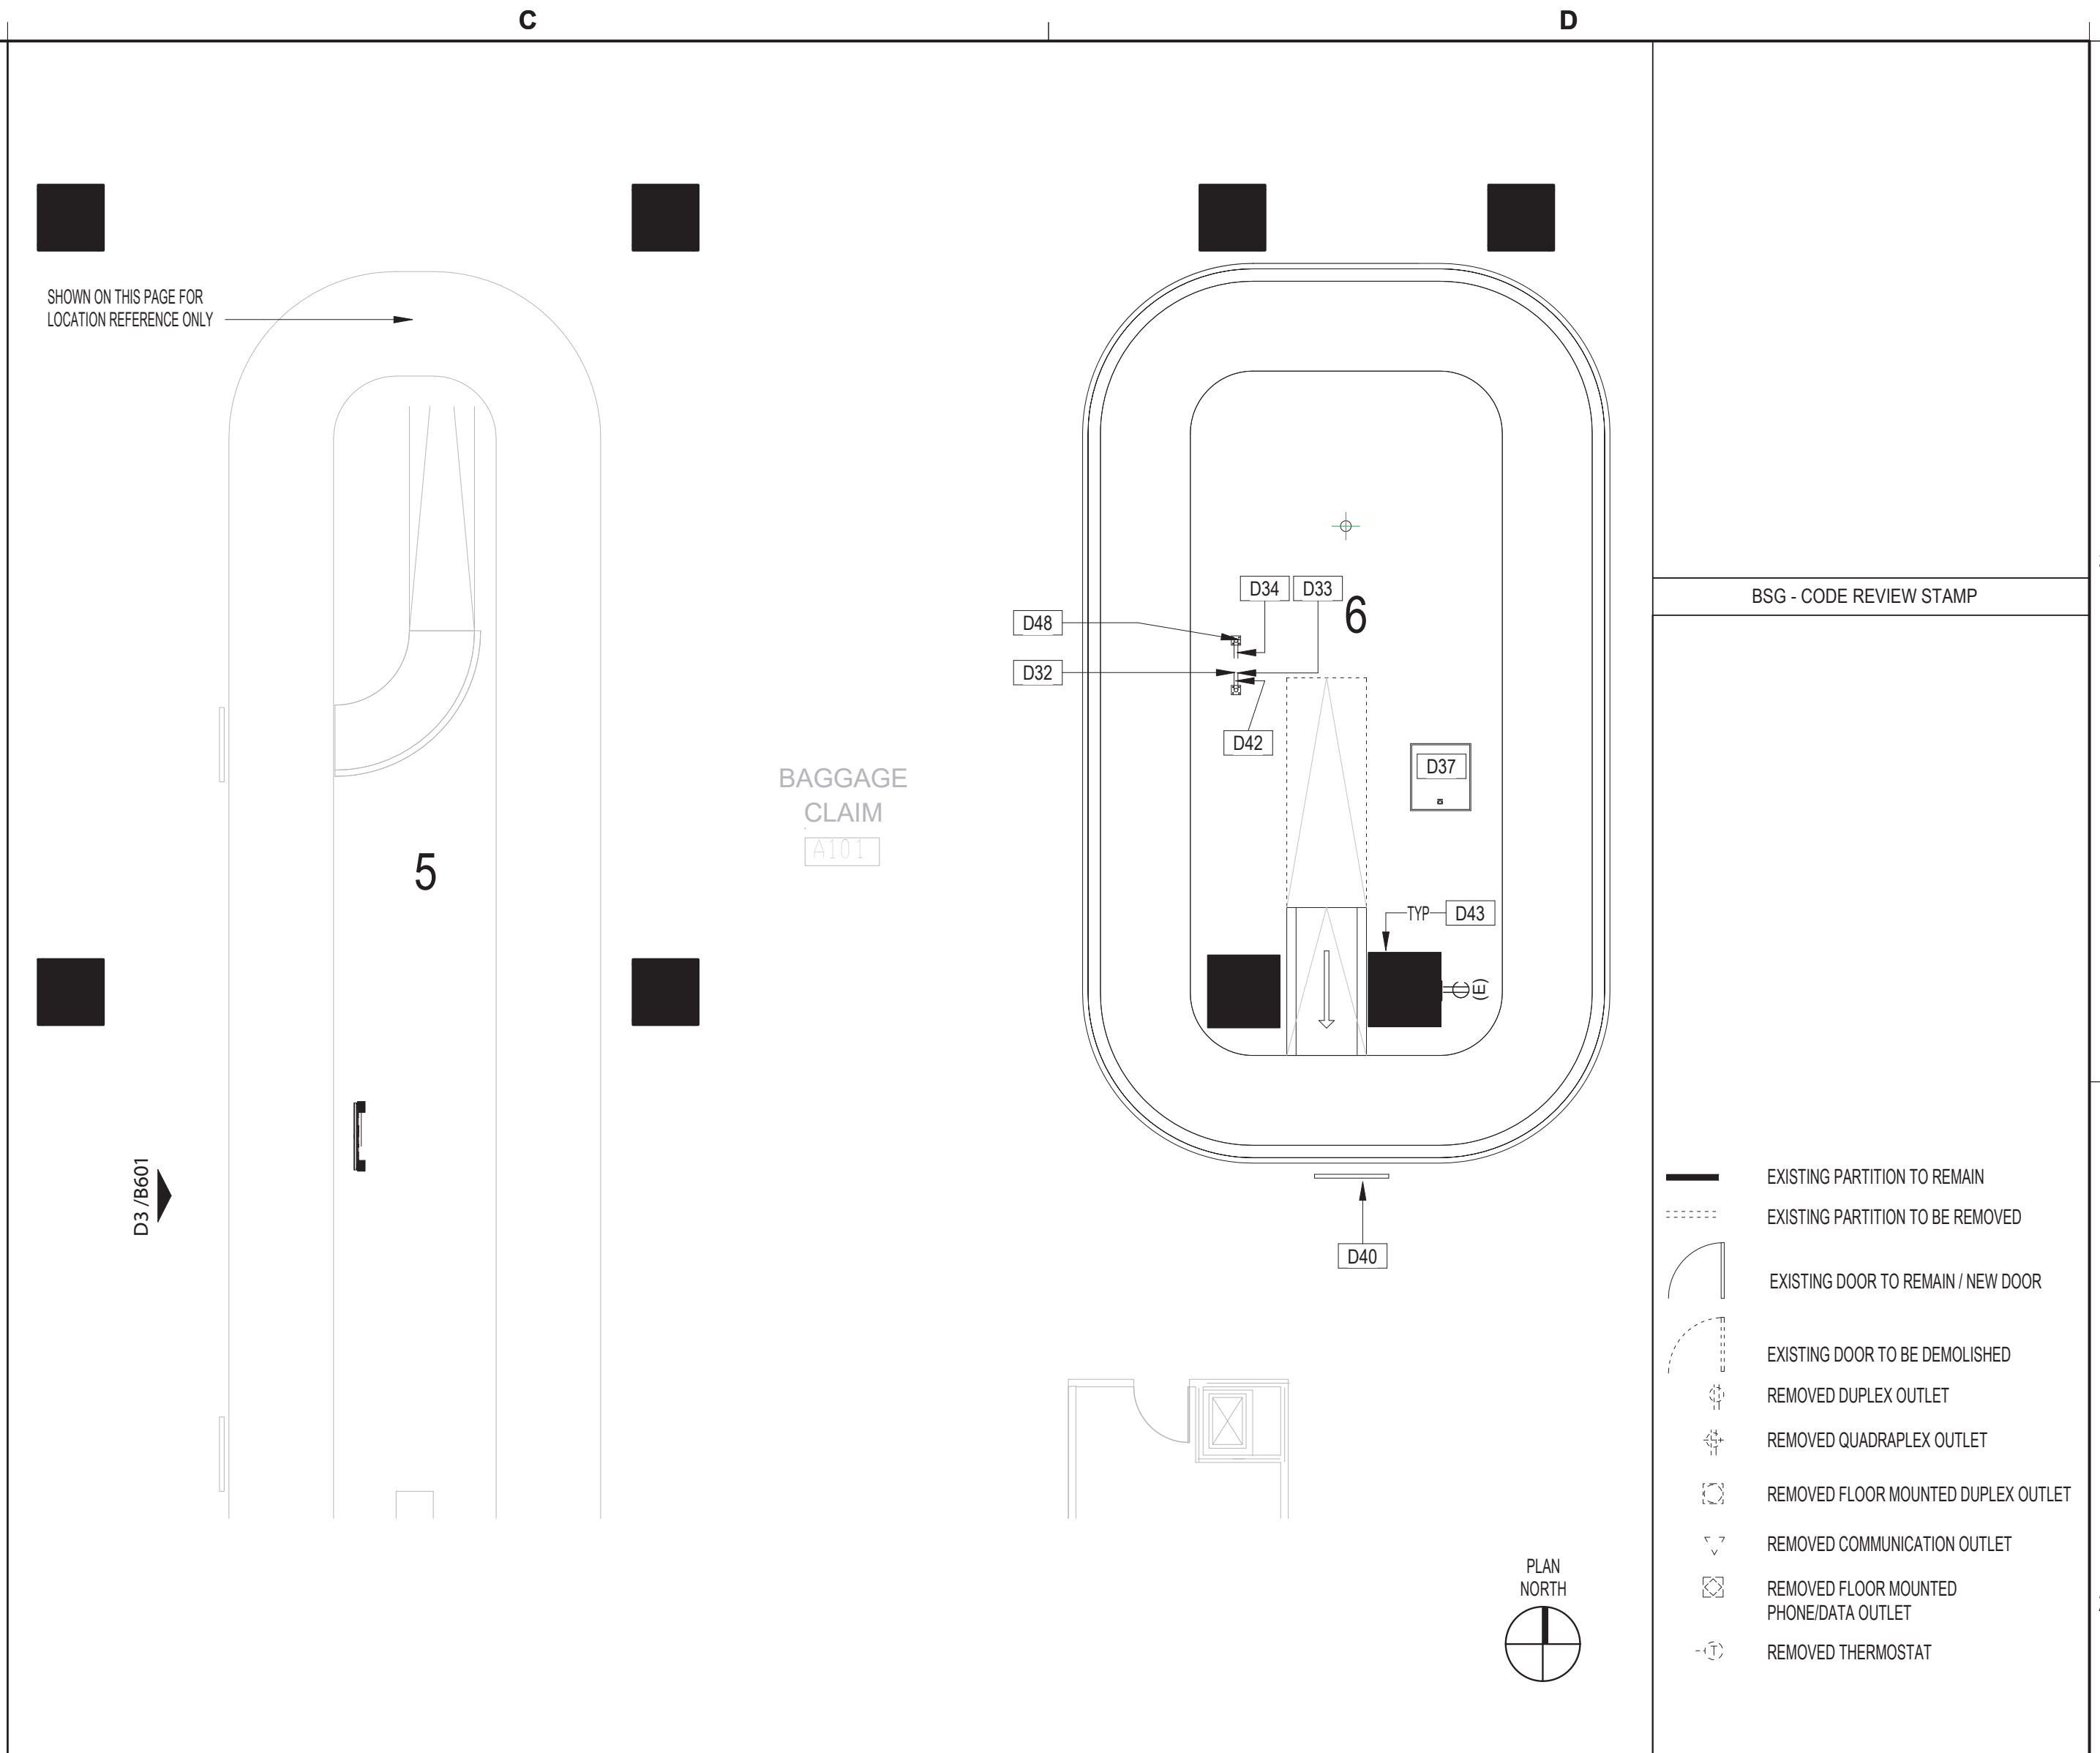 C
D
SHOWN ON THIS PAGE FOR
LOCATION REFERENCE ONLY
D34
D33
6
D48
D32
D42
BSG - CODE REVIEW STAMP
BAGGAGE
CLAIM
A101
D37
5
TYP
D43
(E)
D3 /B601
D40
EXISTING PARTITION TO REMAIN
EXISTING PARTITION TO BE REMOVED
EXISTING DOOR TO REMAIN / NEW DOOR
EXISTING DOOR TO BE DEMOLISHED
REMOVED DUPLEX OUTLET
REMOVED QUADRAPLEX OUTLET
REMOVED FLOOR MOUNTED DUPLEX OUTLET
REMOVED COMMUNICATION OUTLET
REMOVED FLOOR MOUNTED
PHONE/DATA OUTLET
T
REMOVED THERMOSTAT
PLAN
NORTH